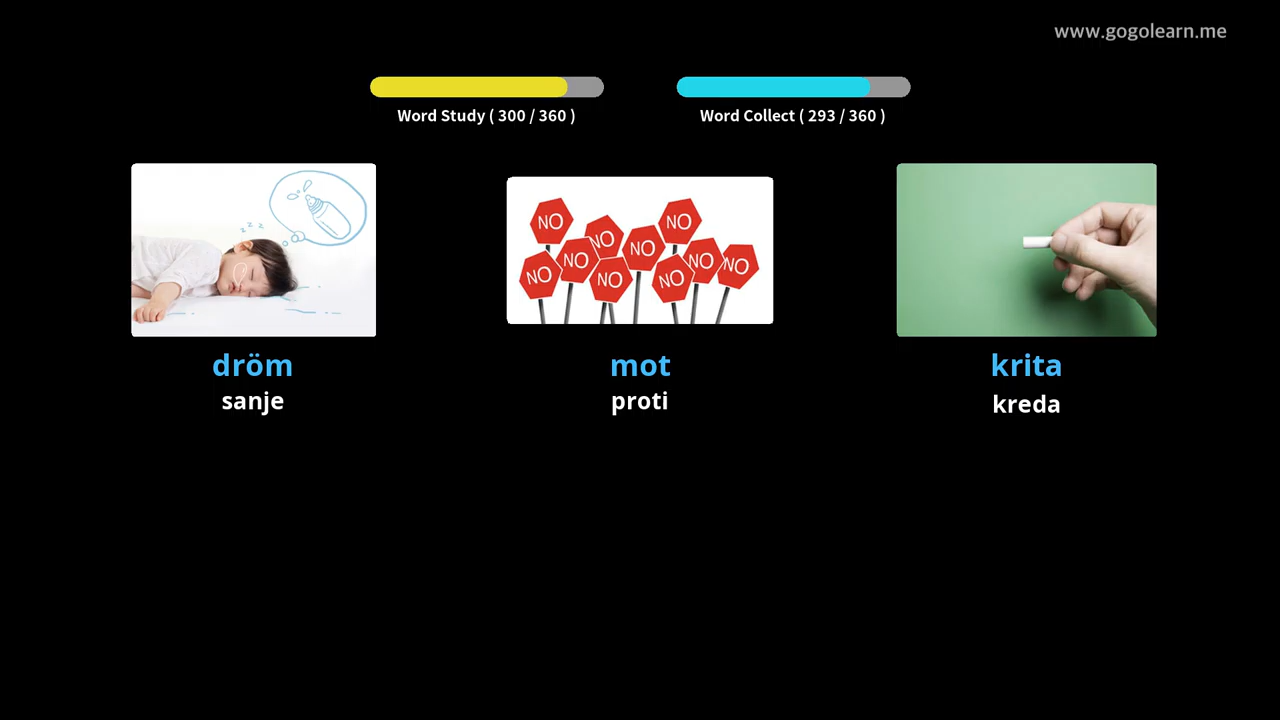 www.gogolearn.me
Word Study ( 300 / 360 )
Word Collect ( 293 / 360 )
z z z
NO NO NO NO NO NO NO NO NO NO
dröm
mot
krita
sanje
proti
kreda